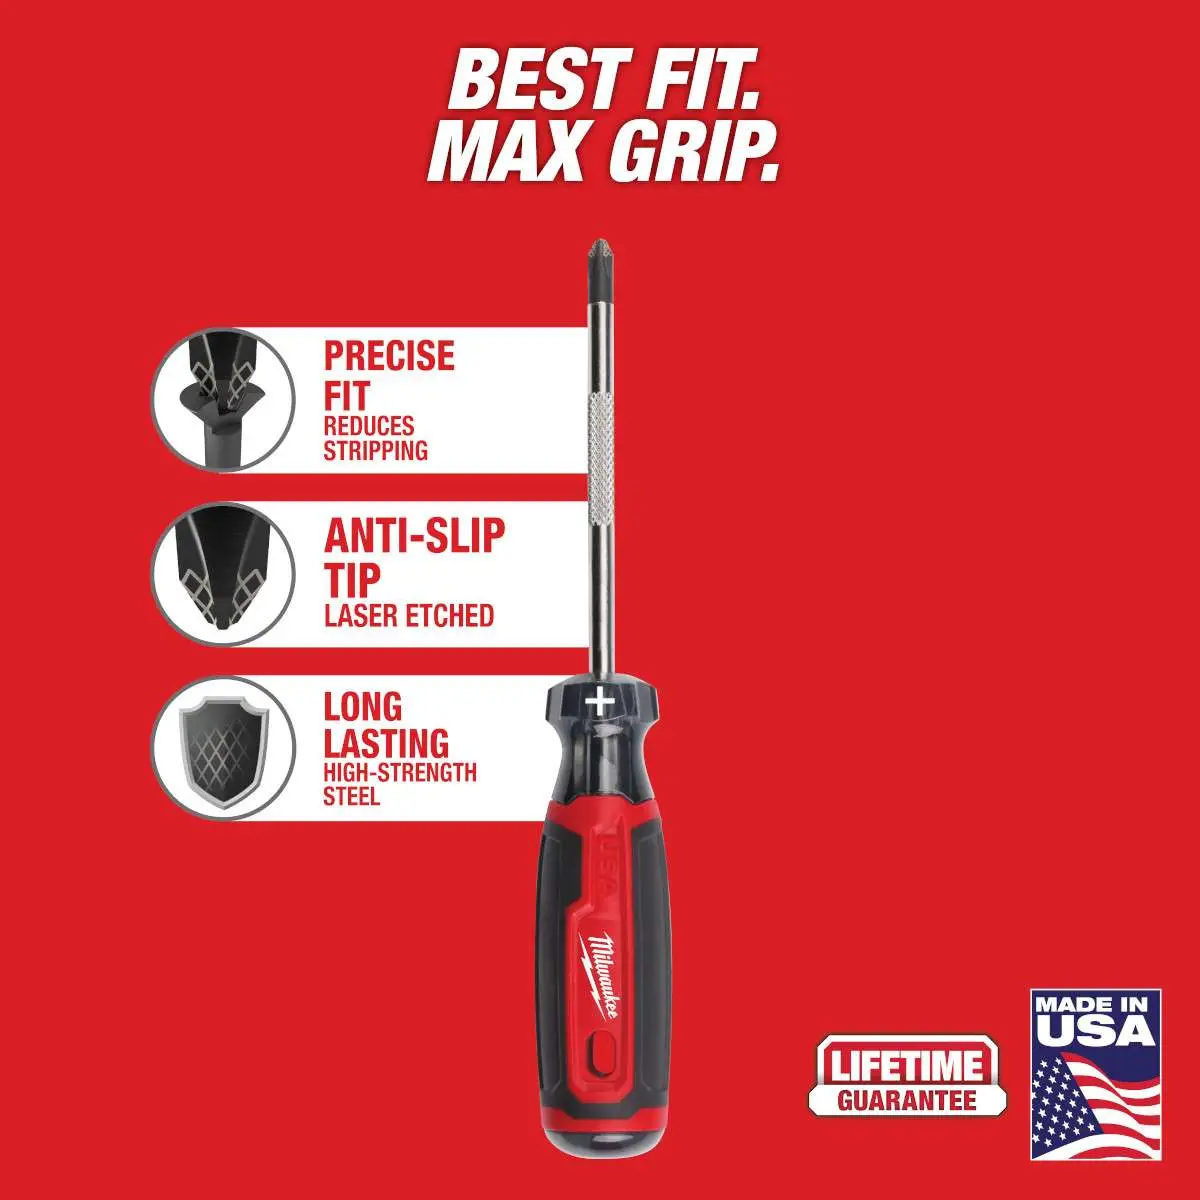 BEST FIT.
MAX GRIP.
PRECISE
FIT
REDUCES
STRIPPING
ANTI-SLIP
TIP
LASER ETCHED
LONG
LASTING
HIGH-STRENGTH
STEEL
USA
Milwaukee
LIFETIME
GUARANTEE
MADE IN
USA